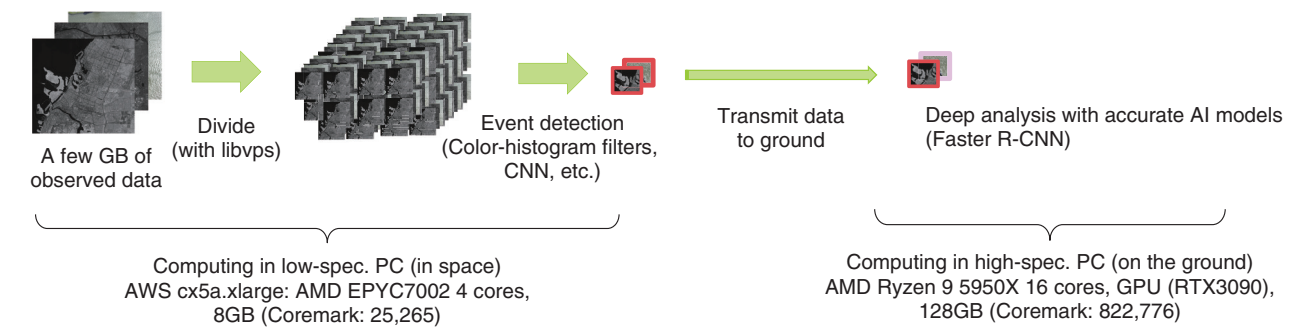 A few GB of
observed data
Divide
(with libvps)
Event detection
(Color-histogram filters,
CNN, etc.)
Transmit data
to ground
Deep analysis with accurate AI models
(Faster R-CNN)
Computing in low-spec. PC (in space)
AWS cx5a.xlarge: AMD EPYC7002 4 cores,
8GB (Coremark: 25,265)
Computing in high-spec. PC (on the ground)
AMD Ryzen 9 5950X 16 cores, GPU (RTX3090),
128GB (Coremark: 822,776)